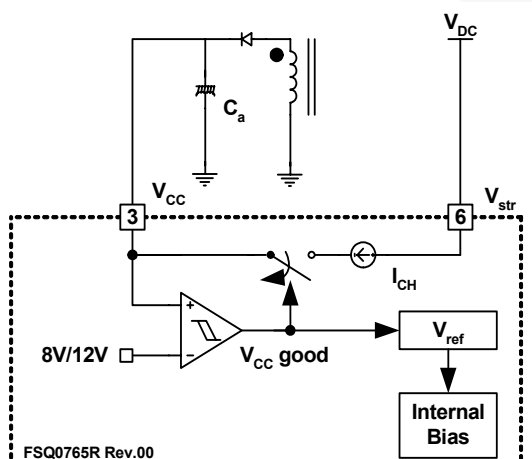 V_DC
C_a
V_CC
3
6
V_str
I_CH
8V/12V
V_CC good
V_ref
Internal
Bias
FSQ0765R Rev.00